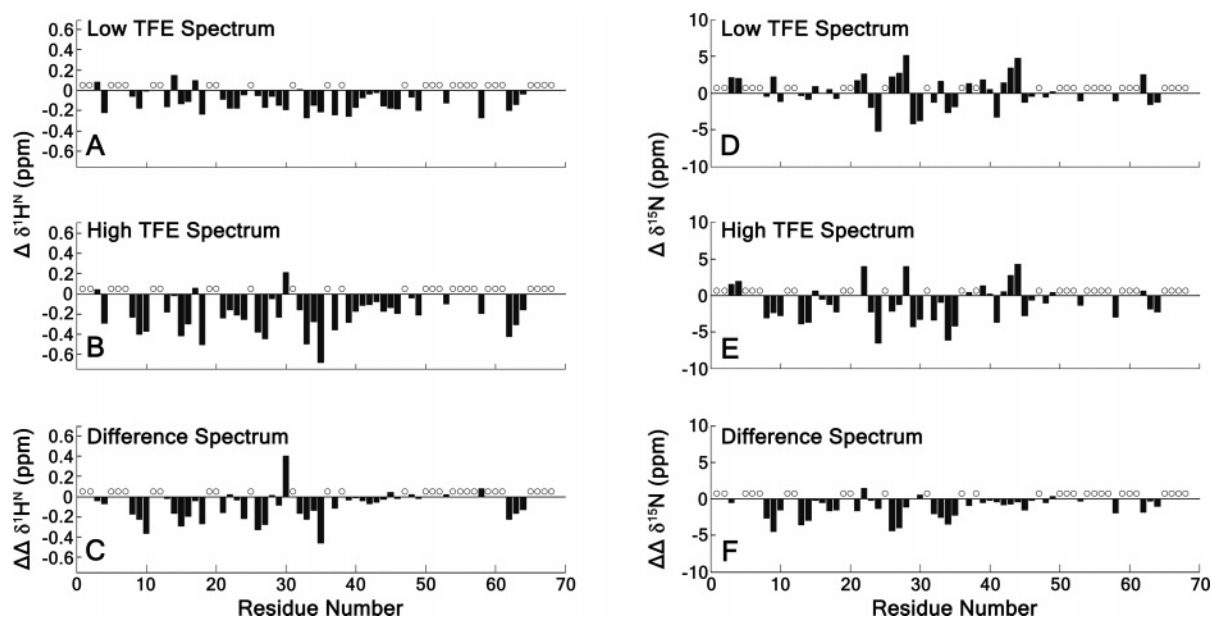 Low TFE Spectrum
0.6
0.4
0.2
0
-0.2
-0.4
-0.6
A
Δ δ¹Hᴺ (ppm)
High TFE Spectrum
0.6
0.4
0.2
0
-0.2
-0.4
-0.6
B
Difference Spectrum
0.6
0.4
0.2
0
-0.2
-0.4
-0.6
C
ΔΔ δ¹Hᴺ (ppm)
0 10 20 30 40 50 60 70
Residue Number
Low TFE Spectrum
10
5
0
-5
-10
D
Δ δ¹⁵N (ppm)
High TFE Spectrum
10
5
0
-5
-10
E
Difference Spectrum
10
5
0
-5
-10
F
ΔΔ δ¹⁵N (ppm)
0 10 20 30 40 50 60 70
Residue Number